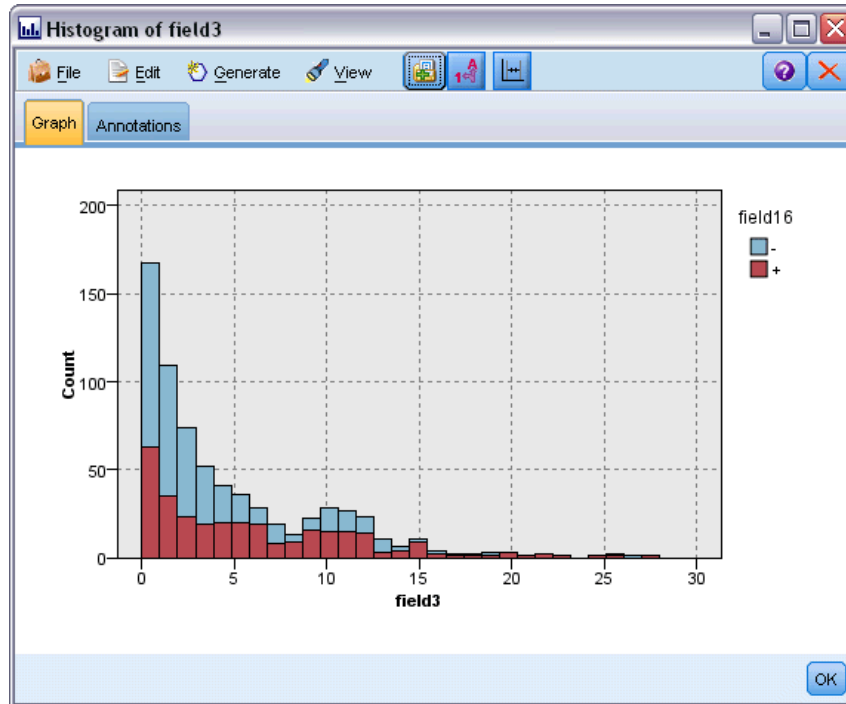 Histogram of field3
File Edit Generate View
Graph Annotations
200
150
100
50
0
Count
0 5 10 15 20 25 30
field3
field16
-
+
OK